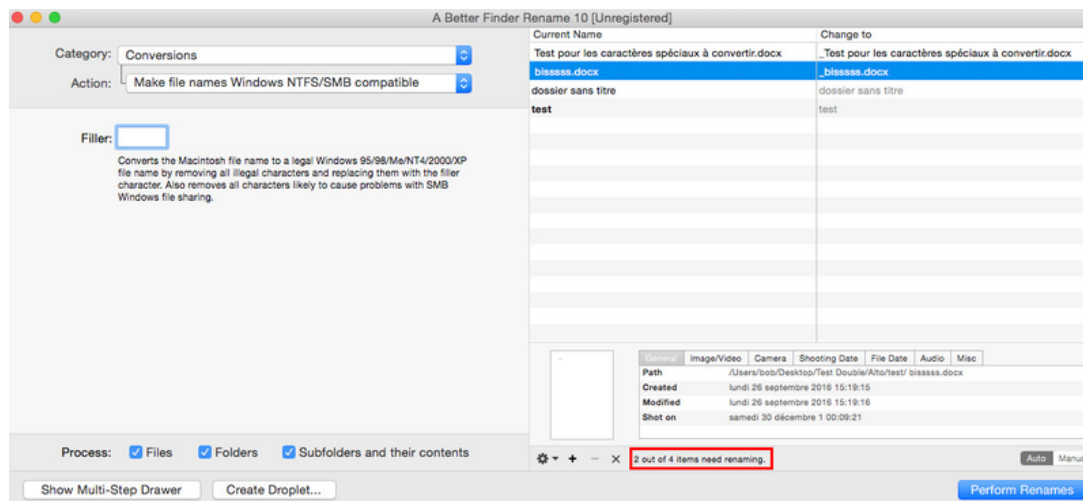 A Better Finder Rename 10 [Unregistered]
Category: Conversions
Action: Make file names Windows NTFS/SMB compatible
Filler:
Converts the Macintosh file name to a legal Windows 95/98/Me/NT4/2000/XP
file name by removing all illegal characters and replacing them with the filler
character. Also removes all characters likely to cause problems with SMB
Windows file sharing.
Process: Files Folders Subfolders and their contents
Show Multi-Step Drawer Create Droplet...
Current Name Change to
Test pour les caractères spéciaux à convertir.docx _Test pour les caractères spéciaux à convertir.docx
bisssss.docx _bisssss.docx
dossier sans titre dossier sans titre
test test
General Image/Video Camera Shooting Date File Date Audio Misc
Path /Users/bob/Desktop/Test Double/Alto/test/ bisssss.docx
Created lundi 26 septembre 2016 15:19:15
Modified lundi 26 septembre 2016 15:19:16
Shot on samedi 30 décembre 1 00:09:21
2 out of 4 items need renaming. Auto Manua
Perform Renames